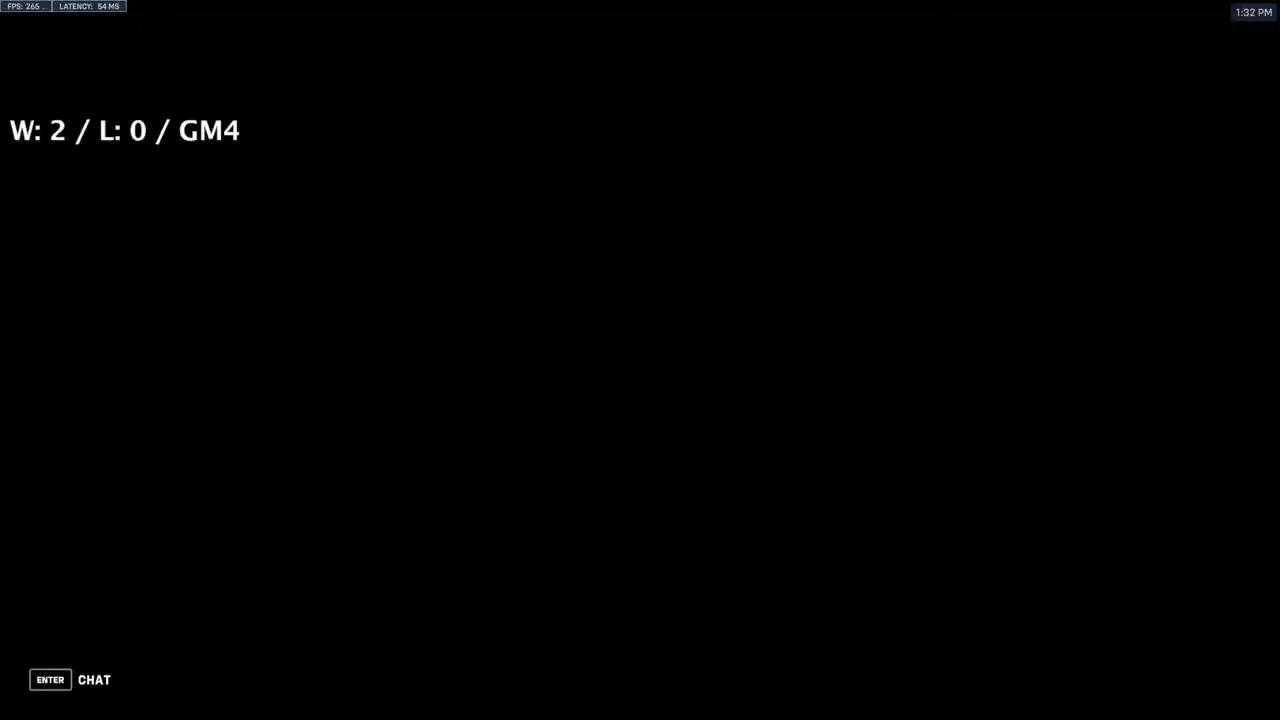 FPS: 265 . LATENCY: 54 MS
1:32 PM
W: 2 / L: 0 / GM4
ENTER CHAT